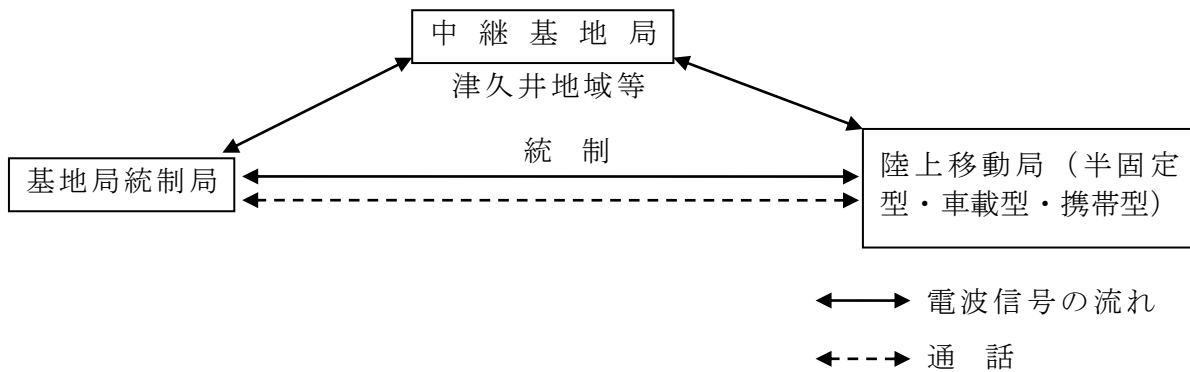 中継基地局
津久井地域等
統制
基地局統制局
陸上移動局（半固定
型・車載型・携帯型）
電波信号の流れ
通話